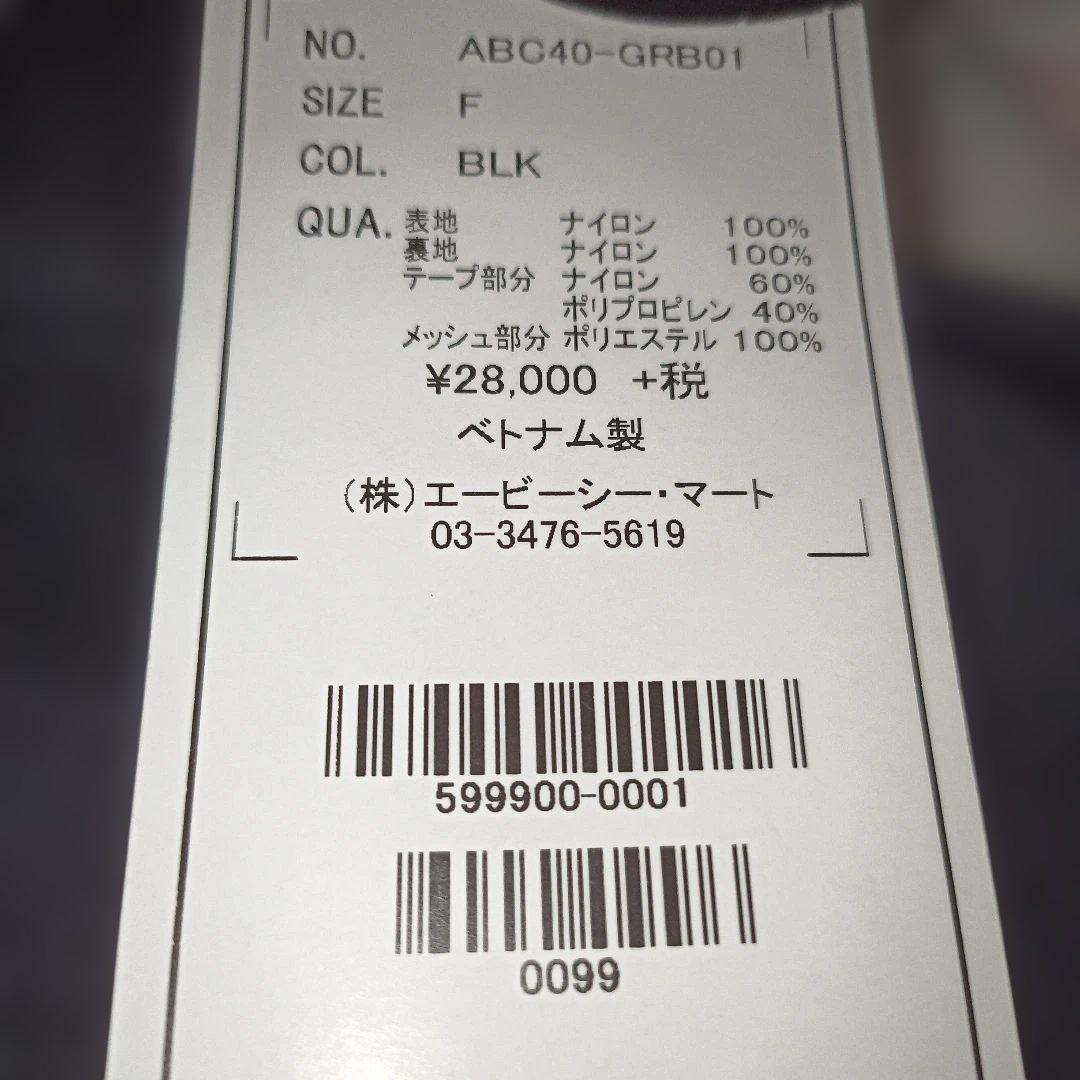 NO. ABC40-GRB01
SIZE F
COL. BLK
QUA. 表地 ナイロン 100%
裏地 ナイロン 100%
テープ部分 ナイロン 60%
ポリプロピレン 40%
メッシュ部分 ポリエステル 100%
¥28,000 +税
ベトナム製
(株)エービーシー・マート
03-3476-5619
599900-0001
0099